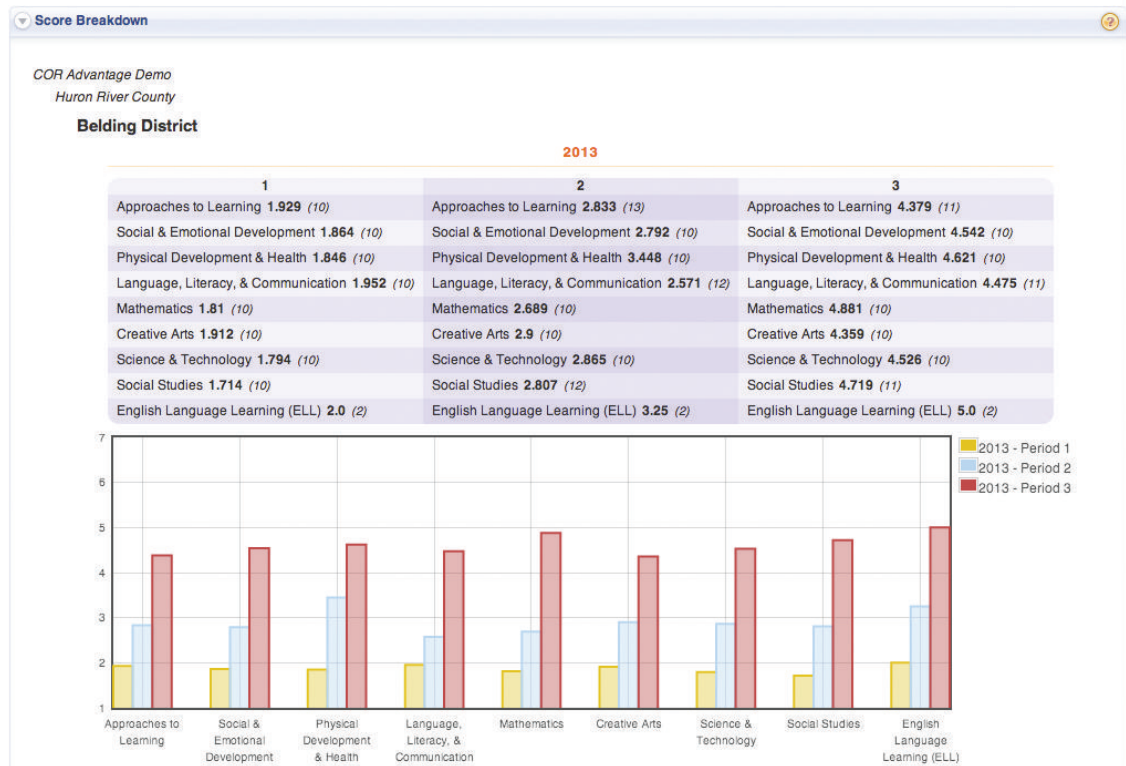 Score Breakdown
?
COR Advantage Demo
Huron River County
Belding District
2013
1 2 3
Approaches to Learning 1.929 (10) Approaches to Learning 2.833 (13) Approaches to Learning 4.379 (11)
Social & Emotional Development 1.864 (10) Social & Emotional Development 2.792 (10) Social & Emotional Development 4.542 (10)
Physical Development & Health 1.846 (10) Physical Development & Health 3.448 (10) Physical Development & Health 4.621 (10)
Language, Literacy, & Communication 1.952 (10) Language, Literacy, & Communication 2.571 (12) Language, Literacy, & Communication 4.475 (11)
Mathematics 1.81 (10) Mathematics 2.689 (10) Mathematics 4.881 (10)
Creative Arts 1.912 (10) Creative Arts 2.9 (10) Creative Arts 4.359 (10)
Science & Technology 1.794 (10) Science & Technology 2.865 (10) Science & Technology 4.526 (10)
Social Studies 1.714 (10) Social Studies 2.807 (12) Social Studies 4.719 (11)
English Language Learning (ELL) 2.0 (2) English Language Learning (ELL) 3.25 (2) English Language Learning (ELL) 5.0 (2)
7
6
5
4
3
2
1
2013 - Period 1
2013 - Period 2
2013 - Period 3
Approaches to Social & Physical Language, Mathematics Creative Arts Science & Social Studies English
Learning Emotional Development Literacy, & Technology Language
Development & Health Communication Learning (ELL)